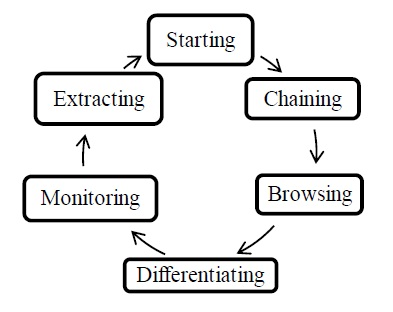 Starting
Chaining
Browsing
Differentiating
Monitoring
Extracting